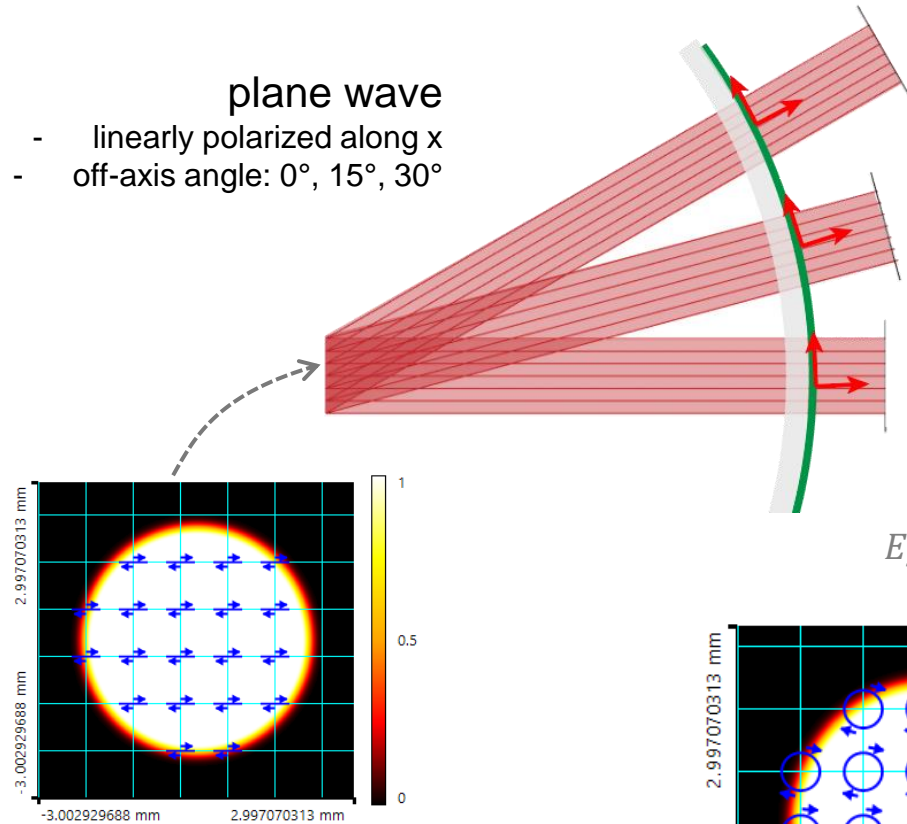 plane wave
- linearly polarized along x
- off-axis angle: 0°, 15°, 30°
2.997070313 mm
-3.002929688 mm
1
0.5
0
-3.002929688 mm
2.997070313 mm
E
2.997070313 mm